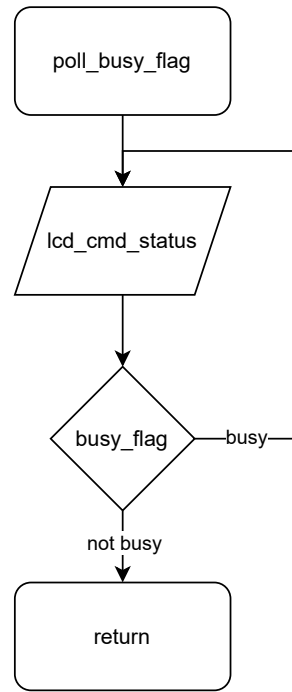 poll_busy_flag
lcd_cmd_status
busy_flag
busy
not busy
return